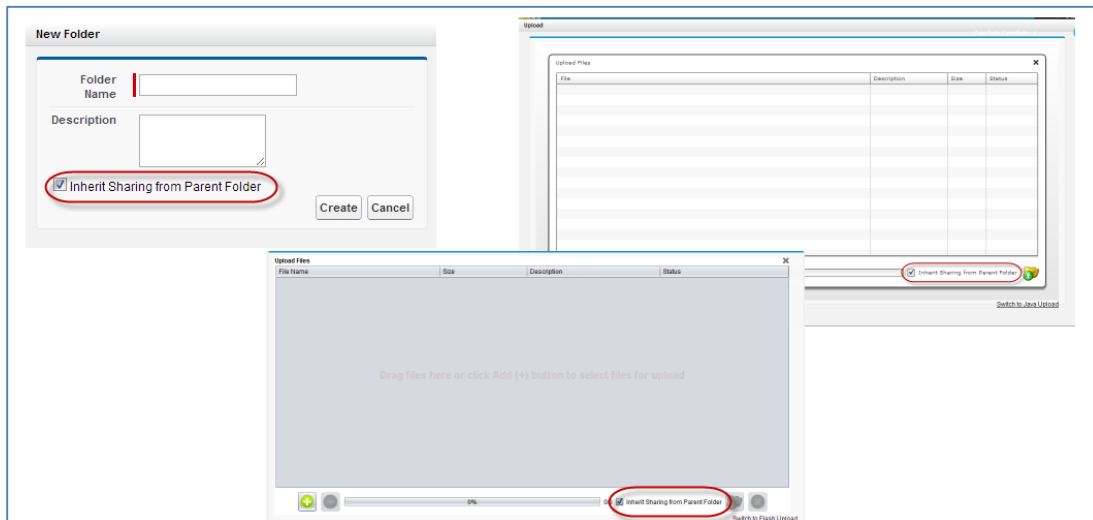 New Folder
Folder
Name
Description
Inherit Sharing from Parent Folder
Create Cancel
Upload
Upload Files
File Description Size Status
Inherit Sharing from Parent Folder
Switch to Java Upload
Upload Files
File Name Size Description Status
Drag files here or click Add (+) button to select files for upload
0%
Inherit Sharing from Parent Folder
Switch to Flash Upload